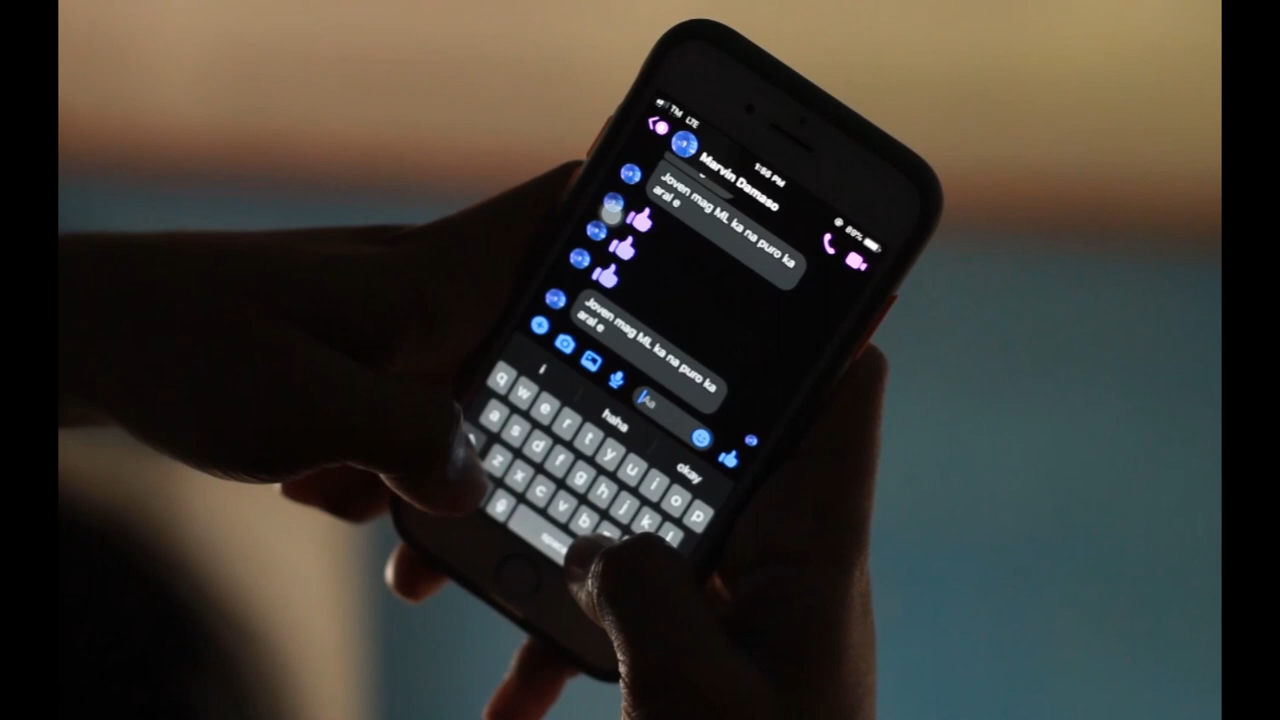 TM LTE
1:55 PM
89%
Marvin Damaso
Joven mag ML ka na puro ka
aral e
Joven mag ML ka na puro ka
aral e
Aa
i haha okay
q w e r t y u i o p
a s d f g h j k l
z x c v b